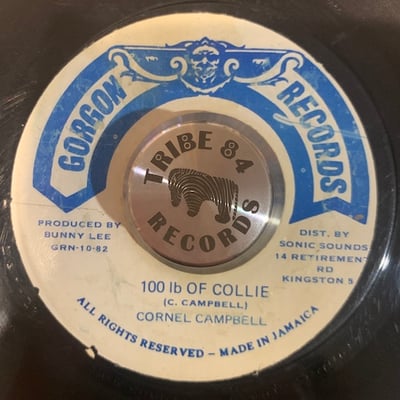 GORGON RECORDS
TRIBE 84
RECORDS
PRODUCED BY
BUNNY LEE
GRN-10-82
DIST. BY
SONIC SOUNDS
14 RETIREMENT
RD
KINGSTON 5
100 lb OF COLLIE
(C. CAMPBELL)
CORNEL CAMPBELL
ALL RIGHTS RESERVED - MADE IN JAMAICA